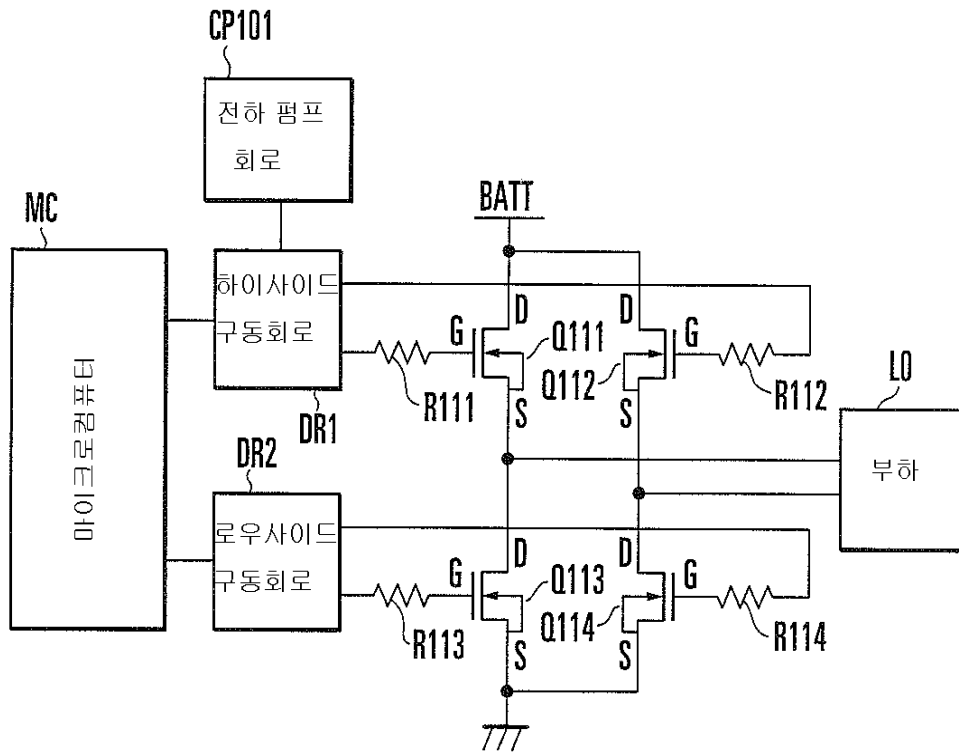 CP101
전하 펌프
회로
MC
BATT
하이사이드
구동회로
D
D
G
G
Q111
Q112
R111
R112
S
S
DR1
LO
부하
마이크로컴퓨터
DR2
로우사이드
구동회로
D
D
G
G
Q113
Q114
R113
R114
S
S